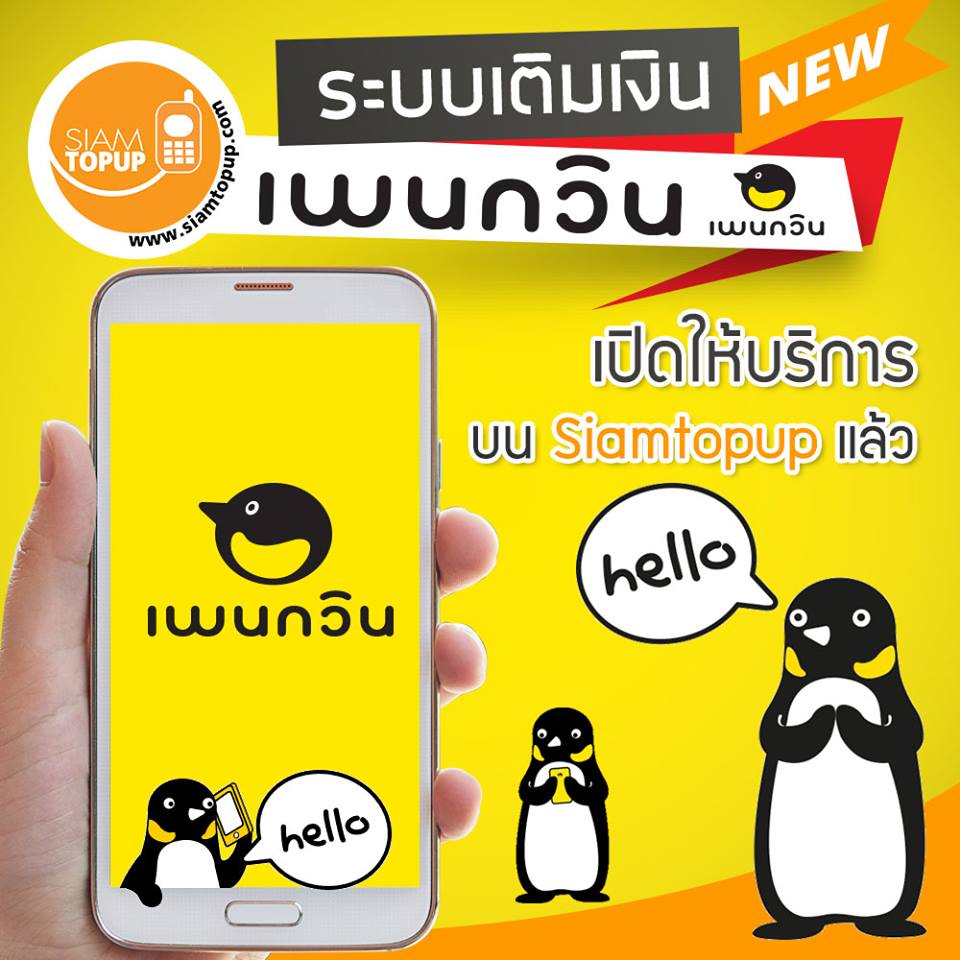 SIAM
TOPUP
www.siamtopup.com
ระบบเติมเงิน
NEW
เพนกวิน
เพนกวิน
เปิดให้บริการ
บน Siamtopup แล้ว
hello
เพนกวิน
hello